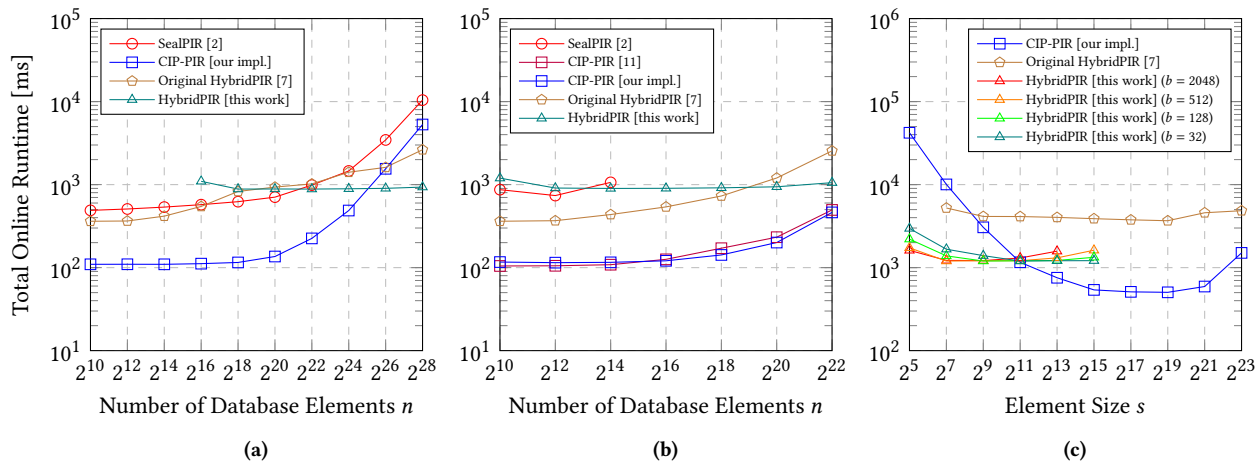 Total Online Runtime [ms]
10^5
10^4
10^3
10^2
10^1
SealPIR [2]
CIP-PIR [our impl.]
Original HybridPIR [7]
HybridPIR [this work]
2^10 2^12 2^14 2^16 2^18 2^20 2^22 2^24 2^26 2^28
Number of Database Elements n
(a)
10^5
10^4
10^3
10^2
10^1
SealPIR [2]
CIP-PIR [11]
CIP-PIR [our impl.]
Original HybridPIR [7]
HybridPIR [this work]
2^10 2^12 2^14 2^16 2^18 2^20 2^22
Number of Database Elements n
(b)
10^6
10^5
10^4
10^3
10^2
CIP-PIR [our impl.]
Original HybridPIR [7]
HybridPIR [this work] (b = 2048)
HybridPIR [this work] (b = 512)
HybridPIR [this work] (b = 128)
HybridPIR [this work] (b = 32)
2^5 2^7 2^9 2^11 2^13 2^15 2^17 2^19 2^21 2^23
Element Size s
(c)